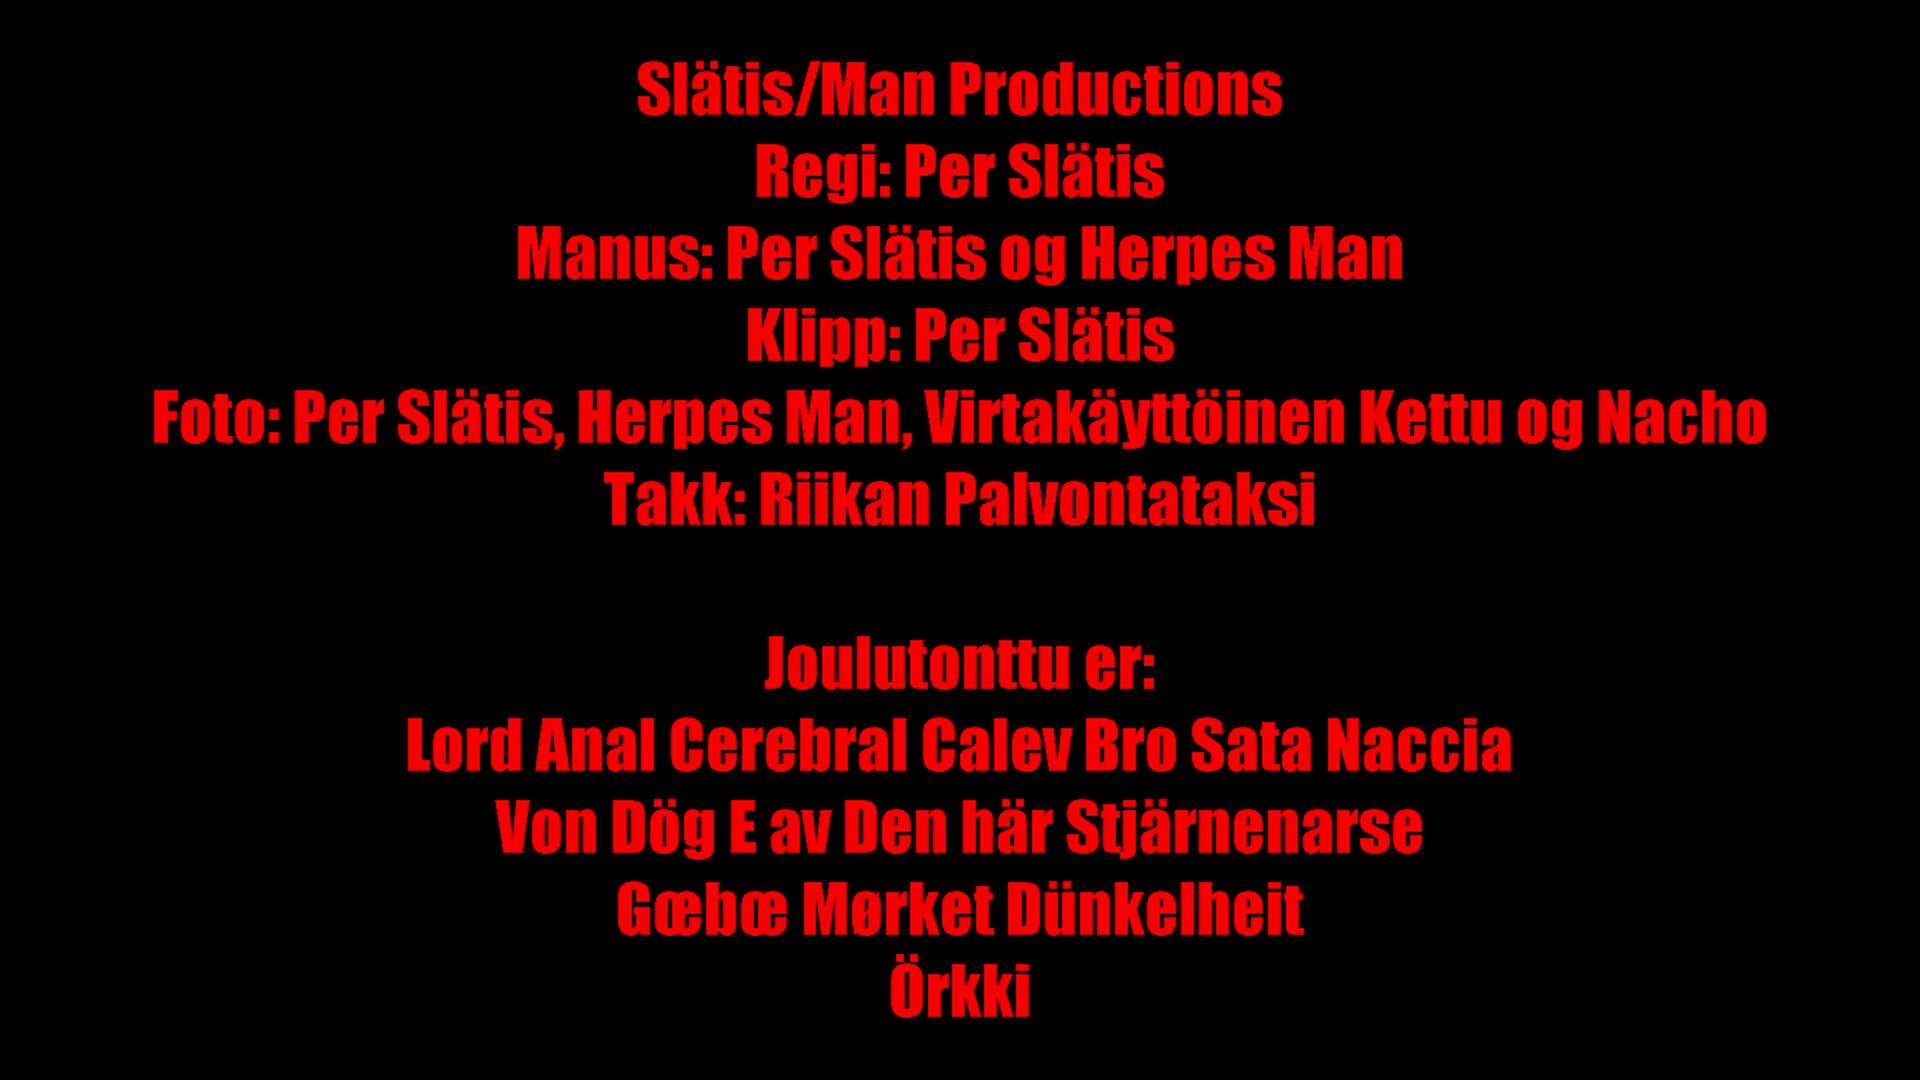 Slätis/Man Productions
Regi: Per Slätis
Manus: Per Slätis og Herpes Man
Klipp: Per Slätis
Foto: Per Slätis, Herpes Man, Virtakäyttöinen Kettu og Nacho
Takk: Riikan Palvontataksi
Joulutonttu er:
Lord Anal Cerebral Calev Bro Sata Naccia
Von Dög E av Den här Stjärnenarse
Gœbœ Mørket Dünkelheit
Örkki